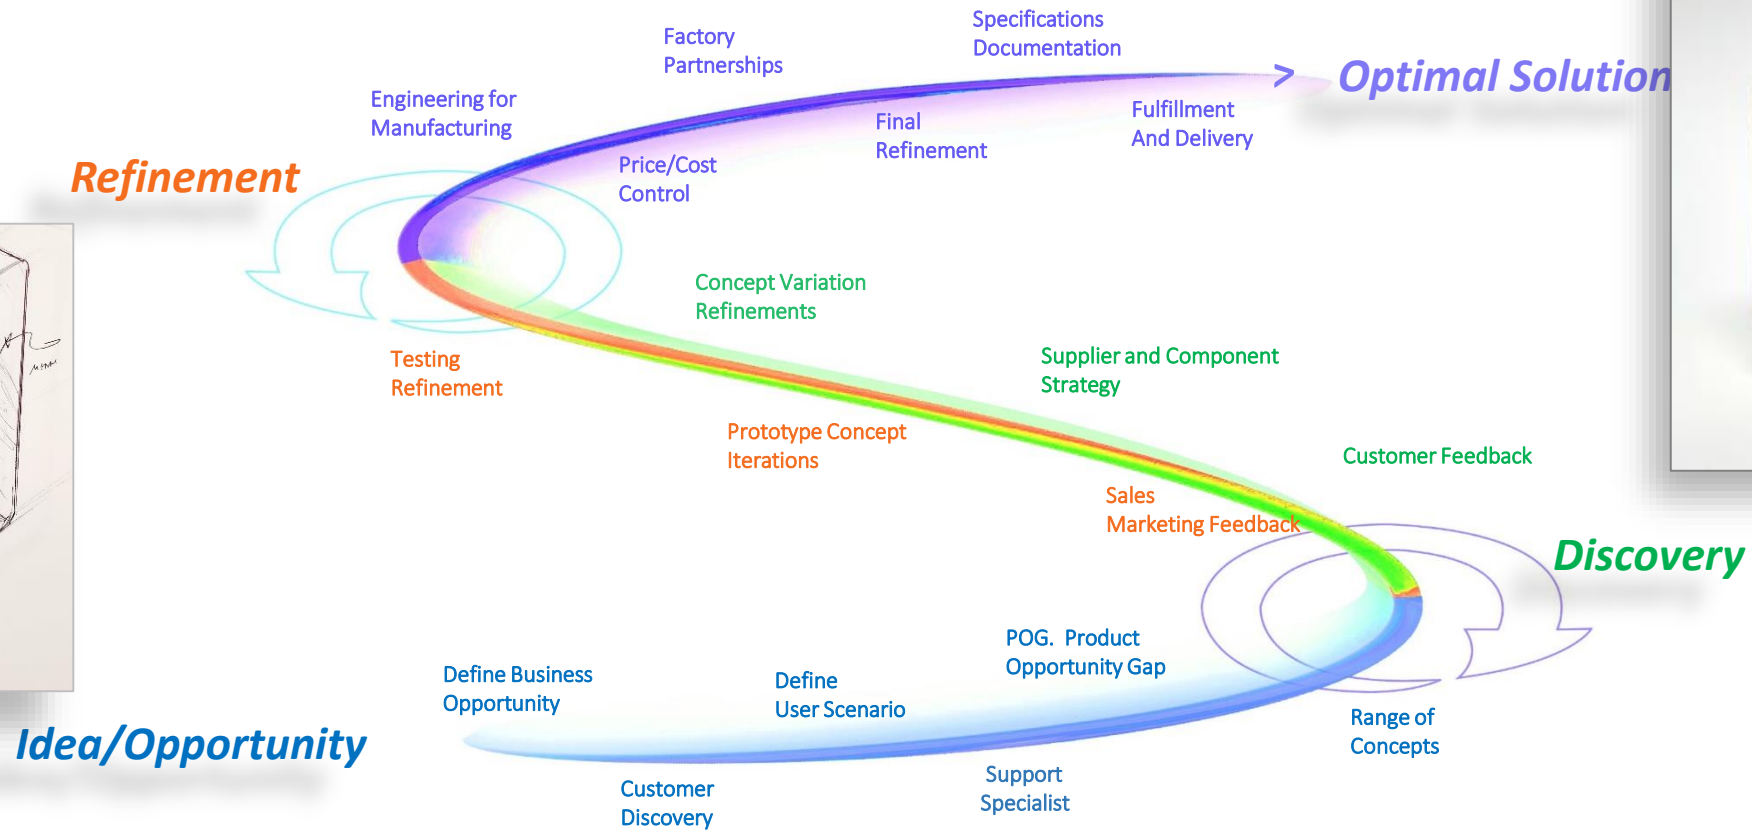 Specifications
Documentation
Factory
Partnerships
> Optimal Solution
Engineering for
Manufacturing
Fulfillment
And Delivery
Final
Refinement
Price/Cost
Control
Refinement
Concept Variation
Refinements
Testing
Refinement
Supplier and Component
Strategy
Prototype Concept
Iterations
Customer Feedback
Sales
Marketing Feedback
Discovery
POG. Product
Opportunity Gap
Define Business
Opportunity
Define
User Scenario
Range of
Concepts
Idea/Opportunity
Support
Specialist
Customer
Discovery